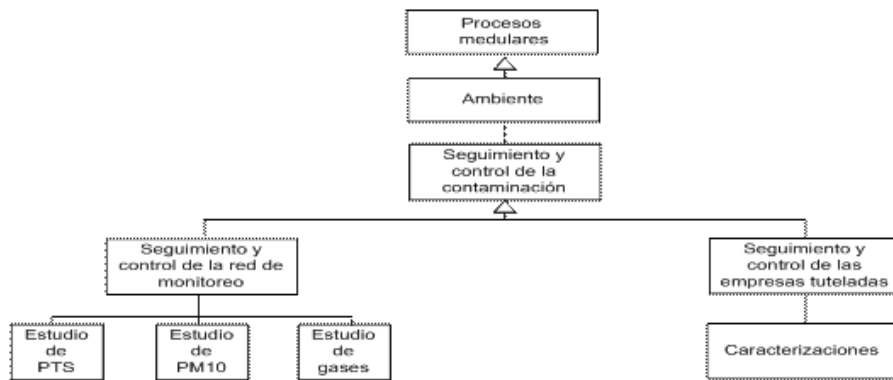 Procesos
medulares
Ambiente
Seguimiento y
control de la
contaminación
Seguimiento y
control de la red de
monitoreo
Seguimiento y
control de las
empresas tuteladas
Estudio
de
PTS
Estudio
de
PM10
Estudio
de
gases
Caracterizaciones